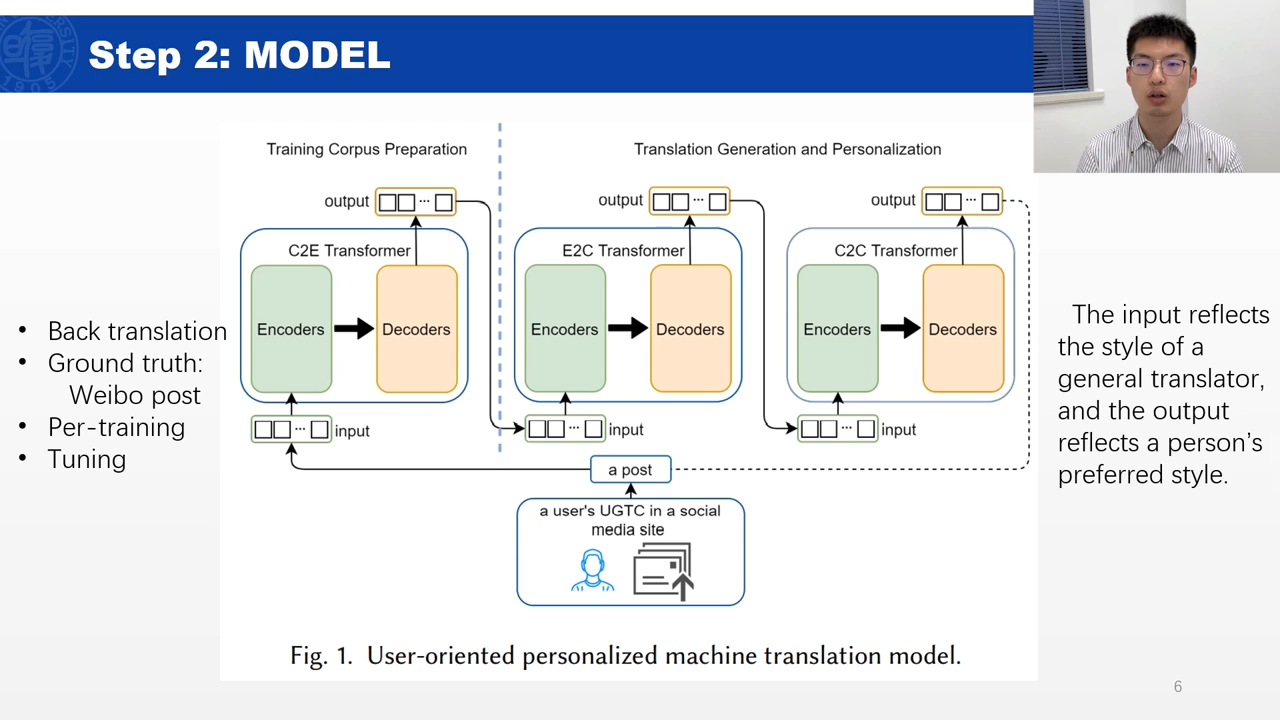 Step 2: MODEL
Training Corpus Preparation
Translation Generation and Personalization
output
output
output
C2E Transformer
E2C Transformer
C2C Transformer
Encoders
Decoders
Encoders
Decoders
Encoders
Decoders
input
input
input
a post
a user's UGTC in a social
media site
• Back translation
• Ground truth:
Weibo post
• Per-training
• Tuning
The input reflects
the style of a
general translator,
and the output
reflects a person's
preferred style.
Fig. 1. User-oriented personalized machine translation model.
6